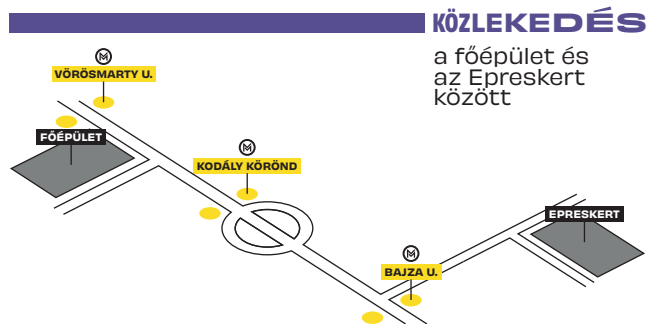 KÖZLEKEDÉS
a főépület és
az Epreskert
között
M
VÖRÖSMARTY U.
FŐÉPÜLET
M
KODÁLY KÖRÖND
EPRESKERT
M
BAJZA U.